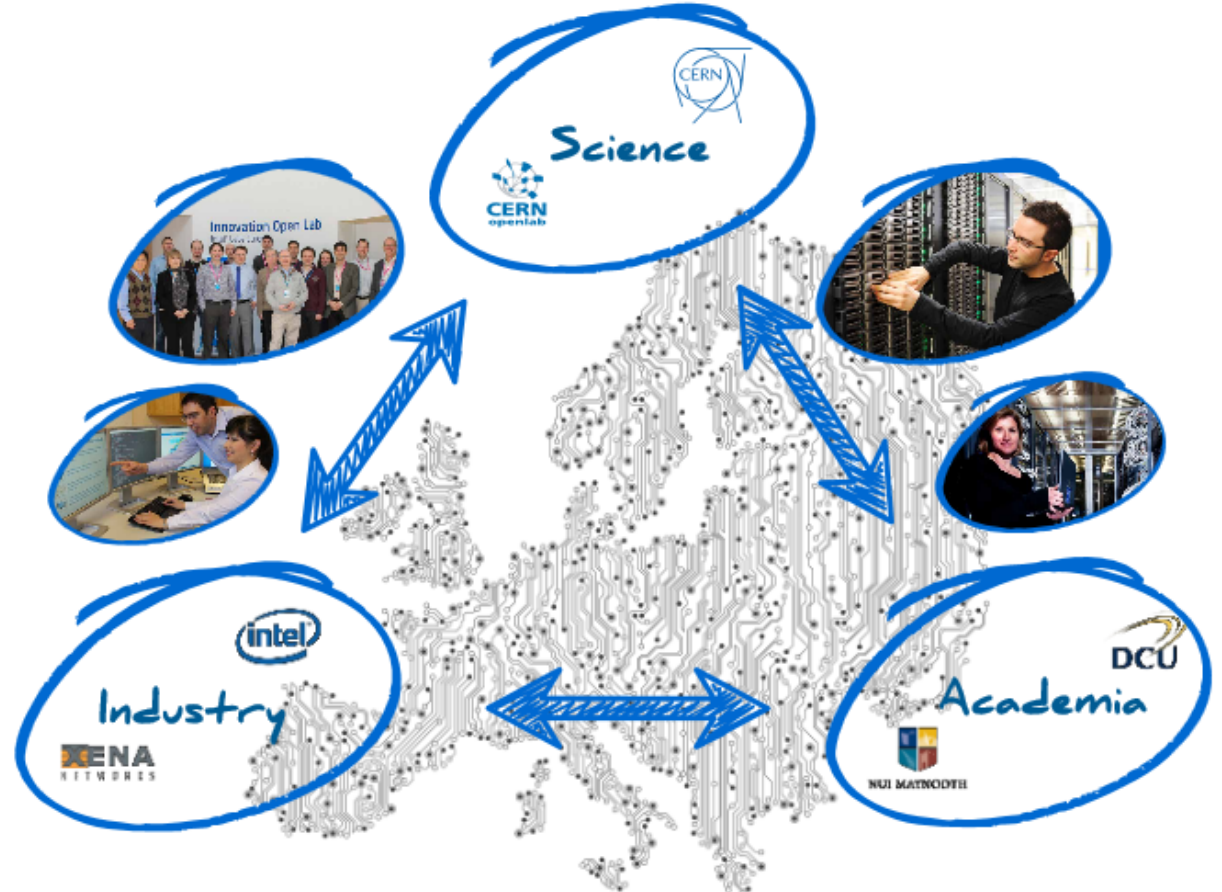 CERN
Science
CERN
openlab
Innovation Open Lab
intel
Industry
XENA
NETWORKS
DCU
Academia
NUI MAYNOOTH